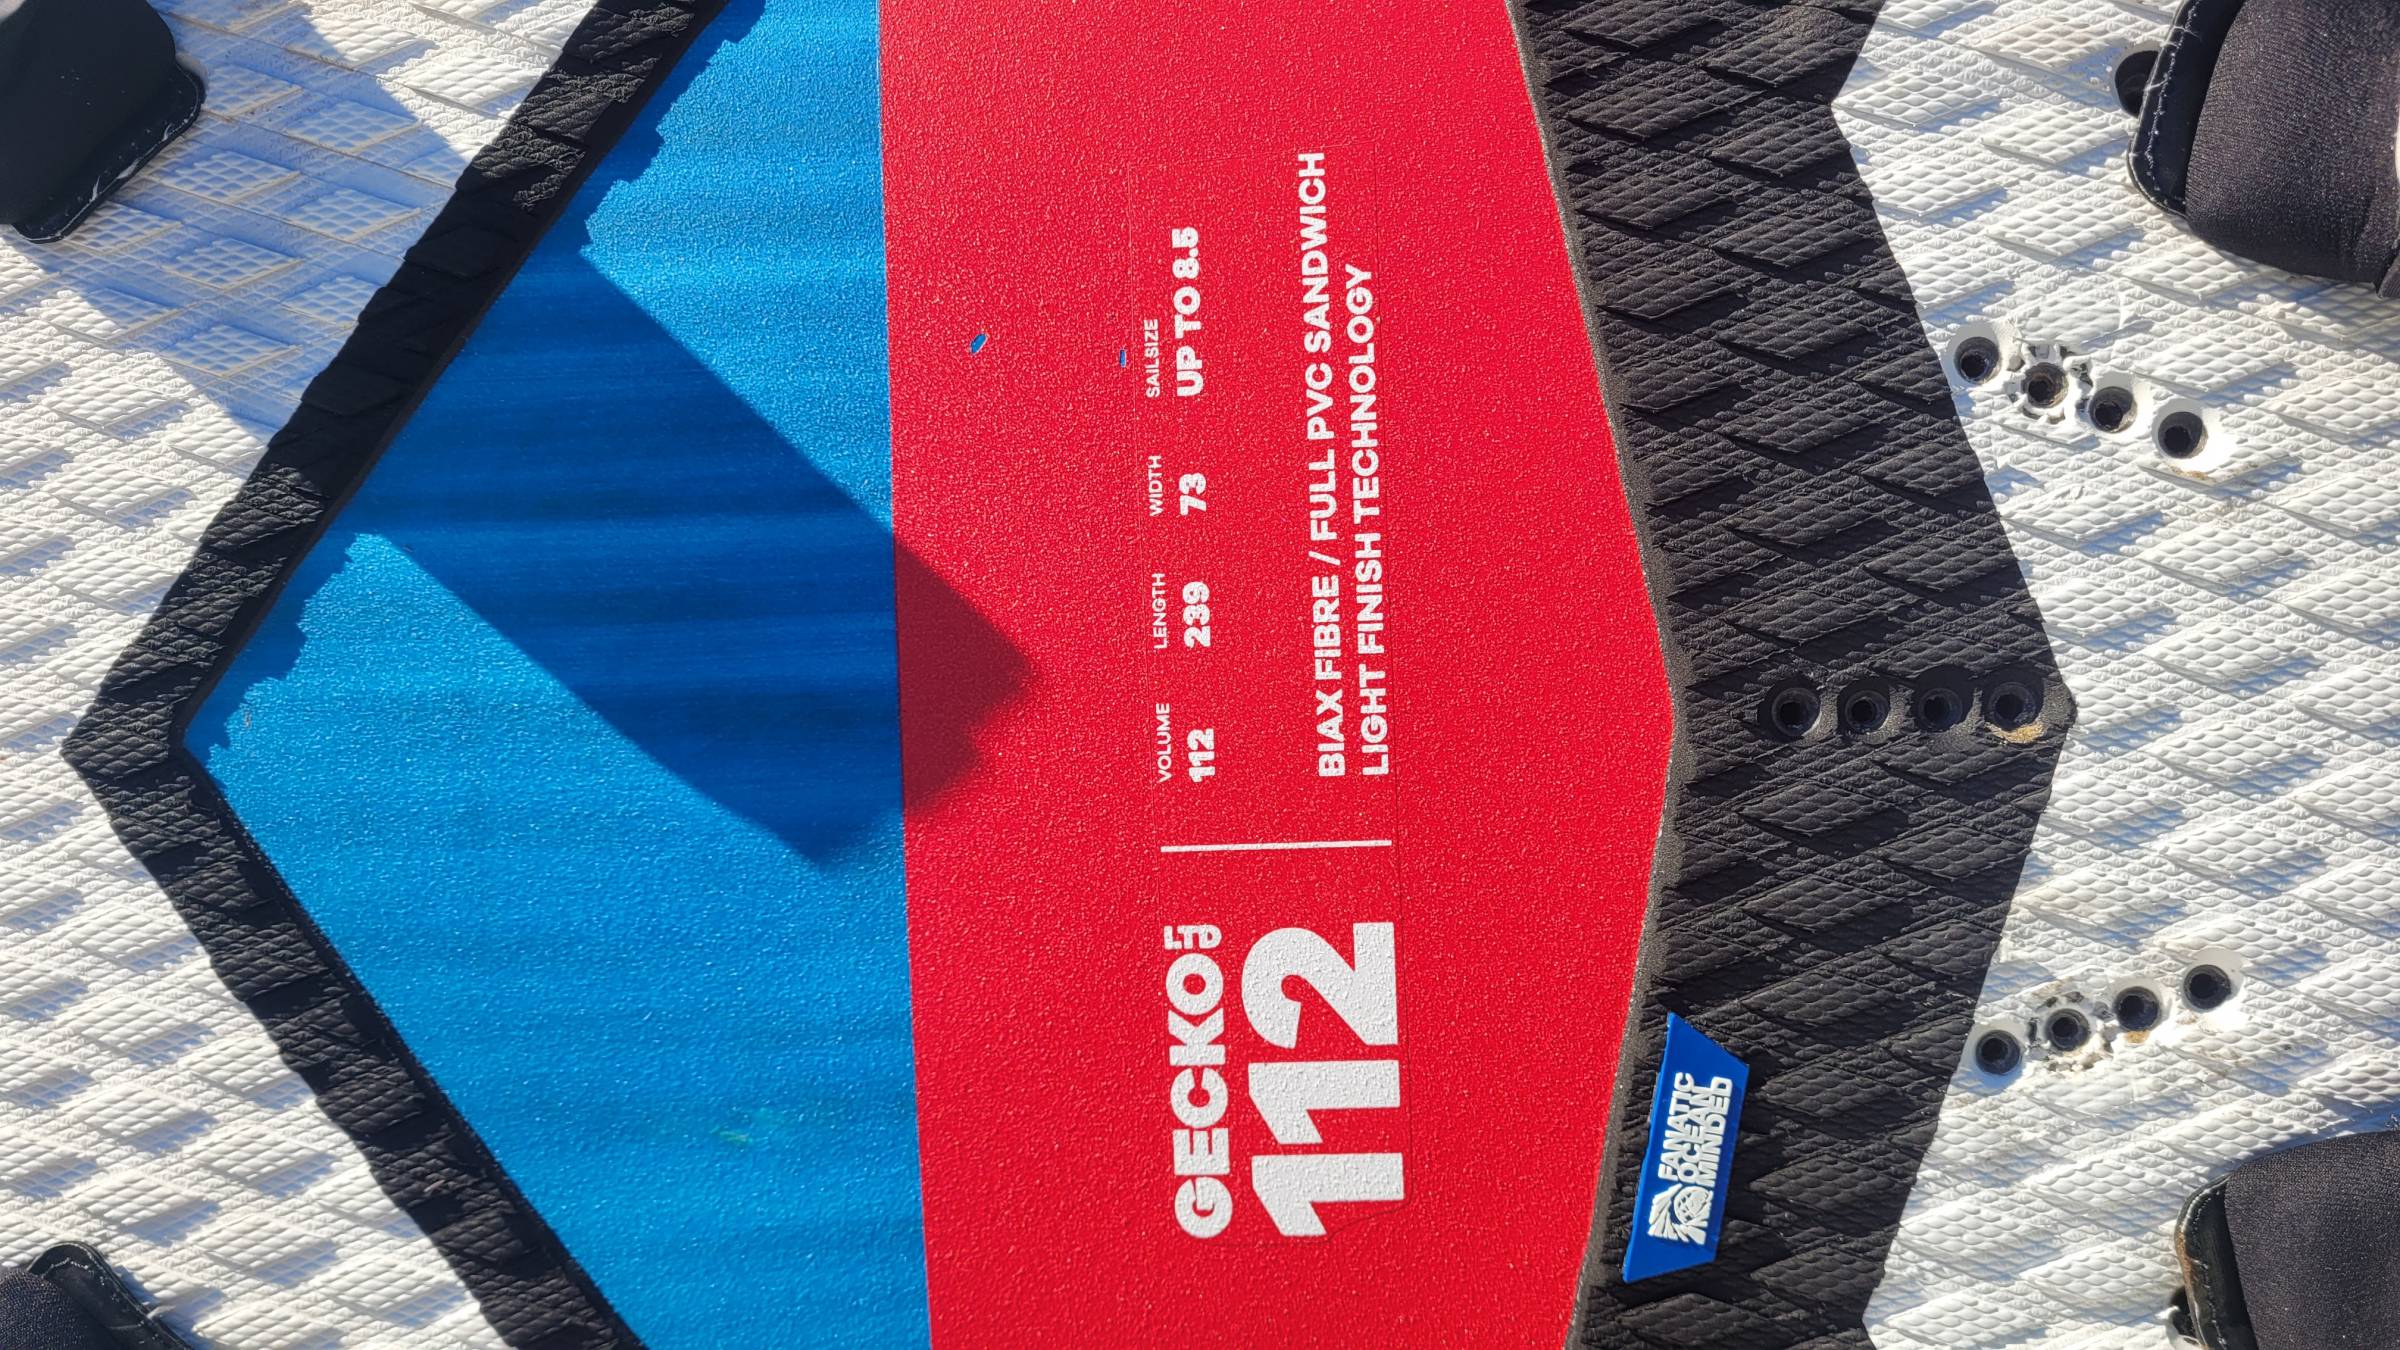 GECKO LT
112
VOLUME LENGTH WIDTH SAILSIZE
112 239 73 UP TO 8.5
BIAX FIBRE / FULL PVC SANDWICH
LIGHT FINISH TECHNOLOGY
FANATIC
OCEAN
MINDED